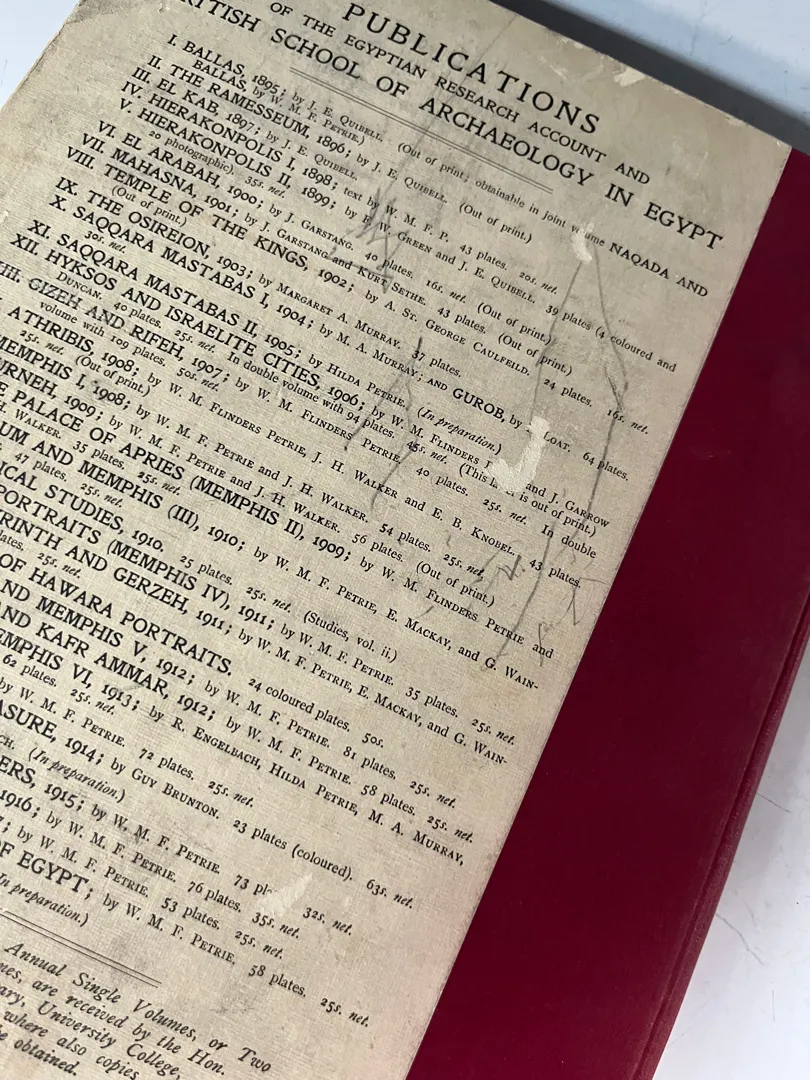 PUBLICATIONS
OF THE EGYPTIAN RESEARCH ACCOUNT AND
BRITISH SCHOOL OF ARCHAEOLOGY IN EGYPT
I. BALLAS, 1895; by J. E. QUIBELL. (Out of print; obtainable in joint volume NAQADA AND
BALLAS, by W. M. F. PETRIE.)
II. THE RAMESSEUM, 1896; by J. E. QUIBELL. (Out of print.)
III. EL KAB, 1897; by J. E. QUIBELL.
IV. HIERAKONPOLIS I, 1898; text by W. M. F. P. 43 plates. 20s. net.
V. HIERAKONPOLIS II, 1899; by F. W. GREEN and J. E. QUIBELL. 39 plates (4 coloured and
20 photographic). 35s. net.
VI. EL ARABAH, 1900; by J. GARSTANG. 40 plates. 16s. net. (Out of print.)
VII. MAHASNA, 1901; by J. GARSTANG and KURT SETHE. 43 plates. (Out of print.)
VIII. TEMPLE OF THE KINGS, 1902; by A. ST. GEORGE CAULFEILD. 24 plates. 16s. net.
(Out of print.)
IX. THE OSIREION, 1903; by MARGARET A. MURRAY. 37 plates.
X. SAQQARA MASTABAS I, 1904; by M. A. MURRAY; AND GUROB, by LOAT. 64 plates.
30s. net.
XI. SAQQARA MASTABAS II, 1905; by HILDA PETRIE. (In preparation.)
XII. HYKSOS AND ISRAELITE CITIES, 1906; by W. M. FLINDERS and J. GARROW
DUNCAN. 40 plates. 25s. net. In double volume with 94 plates, 45s. net. (This is out of print.)
GIZEH AND RIFEH, 1907; by W. M. FLINDERS PETRIE. 40 plates. 25s. net. In double
volume with 109 plates. 50s. net.
ATHRIBIS, 1908; by W. M. FLINDERS PETRIE, J. H. WALKER and E. B. KNOBEL. 43 plates.
25s. net. (Out of print.)
MEMPHIS I, 1908; by W. M. F. PETRIE and J. H. WALKER. 54 plates. 25s. net.
(Out of print.)
QURNEH, 1909; by W. M. F. PETRIE and J. H. WALKER. 56 plates. (Out of print.)
PALACE OF APRIES (MEMPHIS II), 1909; by W. M. FLINDERS PETRIE and
WALKER. 35 plates. 25s. net.
UM AND MEMPHIS (III), 1910; by W. M. F. PETRIE, E. MACKAY, and G. WAIN-
47 plates. 25s. net.
ICAL STUDIES, 1910. 25 plates. 25s. net. (Studies, vol. ii.)
PORTRAITS (MEMPHIS IV), 1911; by W. M. F. PETRIE. 35 plates. 25s. net.
RINTH AND GERZEH, 1911; by W. M. F. PETRIE, E. MACKAY, and G. WAIN-
plates. 25s. net.
OF HAWARA PORTRAITS. 24 coloured plates. 50s.
AND MEMPHIS V, 1912; by W. M. F. PETRIE. 81 plates. 25s. net.
AND KAFR AMMAR, 1912; by W. M. F. PETRIE. 58 plates. 25s. net.
MEMPHIS VI, 1913; by R. ENGELBACH, HILDA PETRIE, M. A. MURRAY,
62 plates. 25s. net.
by W. M. F. PETRIE. 72 plates. 25s. net.
ASURE, 1914; by GUY BRUNTON. 23 plates (coloured). 63s. net.
(In preparation.)
ERS, 1915; by W. M. F. PETRIE. 73 32s. net.
1916; by W. M. F. PETRIE. 76 plates. 35s. net.
by W. M. F. PETRIE. 53 plates. 25s. net.
OF EGYPT; by W. M. F. PETRIE. 58 plates. 25s. net.
In preparation.)
Annual Single Volumes, or Two
are received by the Hon.
University College,
where also copies
be obtained.